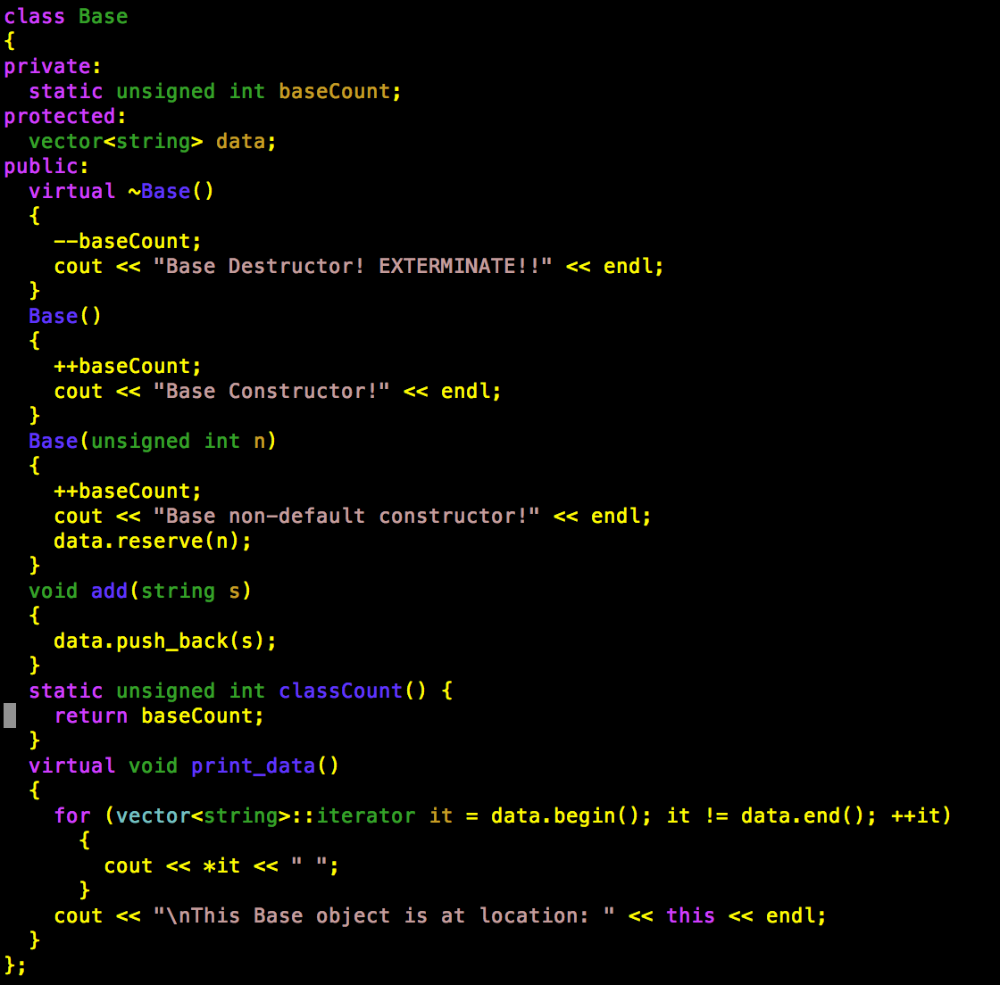 class Base
{
private:
  static unsigned int baseCount;
protected:
  vector<string> data;
public:
  virtual ~Base()
  {
    --baseCount;
    cout << "Base Destructor! EXTERMINATE!!" << endl;
  }
  Base()
  {
    ++baseCount;
    cout << "Base Constructor!" << endl;
  }
  Base(unsigned int n)
  {
    ++baseCount;
    cout << "Base non-default constructor!" << endl;
    data.reserve(n);
  }
  void add(string s)
  {
    data.push_back(s);
  }
  static unsigned int classCount() {
    return baseCount;
  }
  virtual void print_data()
  {
    for (vector<string>::iterator it = data.begin(); it != data.end(); ++it)
      {
        cout << *it << " ";
      }
    cout << "\nThis Base object is at location: " << this << endl;
  }
};